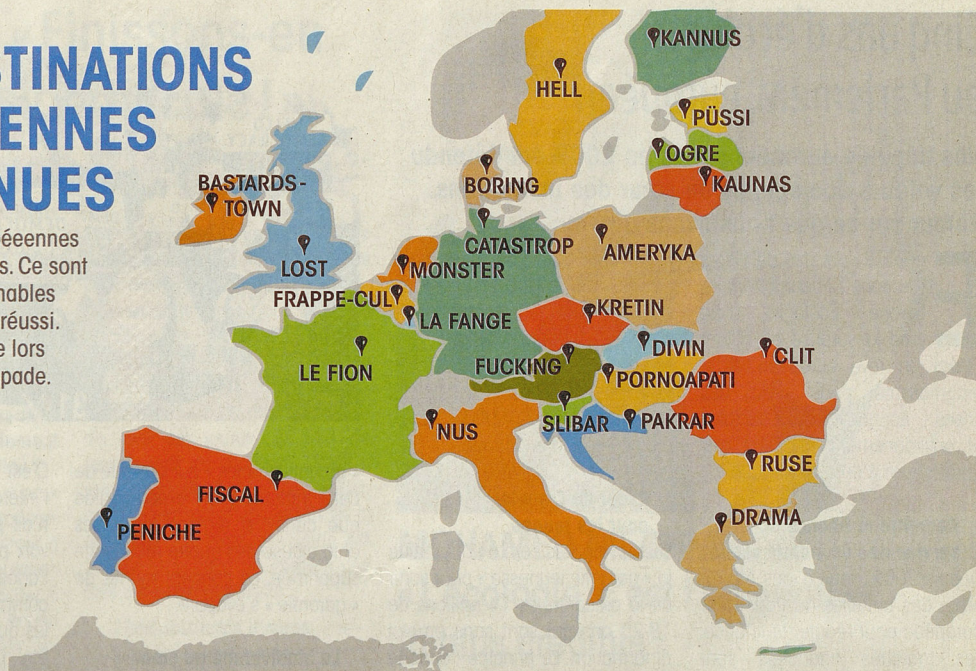 STINATIONS
ENNES
NUES
péeennes
s. Ce sont
nables
réussi.
e lors
pade.
KANNUS
HELL
PÜSSI
OGRE
KAUNAS
BORING
BASTARDS-
TOWN
CATASTROP
AMERYKA
LOST
MONSTER
FRAPPE-CUL
KRETIN
LA FANGE
DIVIN
CLIT
FUCKING
LE FION
PORNOAPATI
NUS
SLIBAR
PAKRAR
RUSE
FISCAL
DRAMA
PENICHE